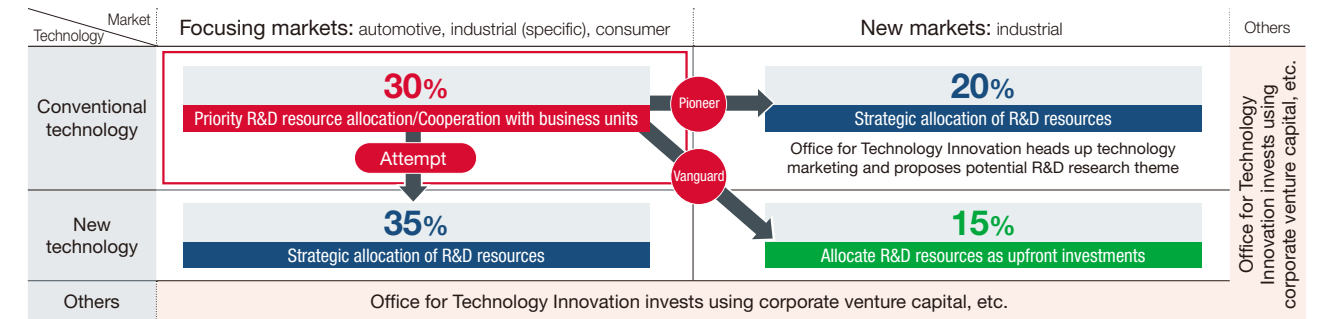 Market
Technology
Focusing markets: automotive, industrial (specific), consumer
New markets: industrial
Others
Conventional
technology
30%
Priority R&D resource allocation/Cooperation with business units
Attempt
Pioneer
Vanguard
20%
Strategic allocation of R&D resources
Office for Technology Innovation heads up technology
marketing and proposes potential R&D research theme
New
technology
35%
Strategic allocation of R&D resources
15%
Allocate R&D resources as upfront investments
Office for Technology
Innovation invests using
corporate venture capital, etc.
Others
Office for Technology Innovation invests using corporate venture capital, etc.